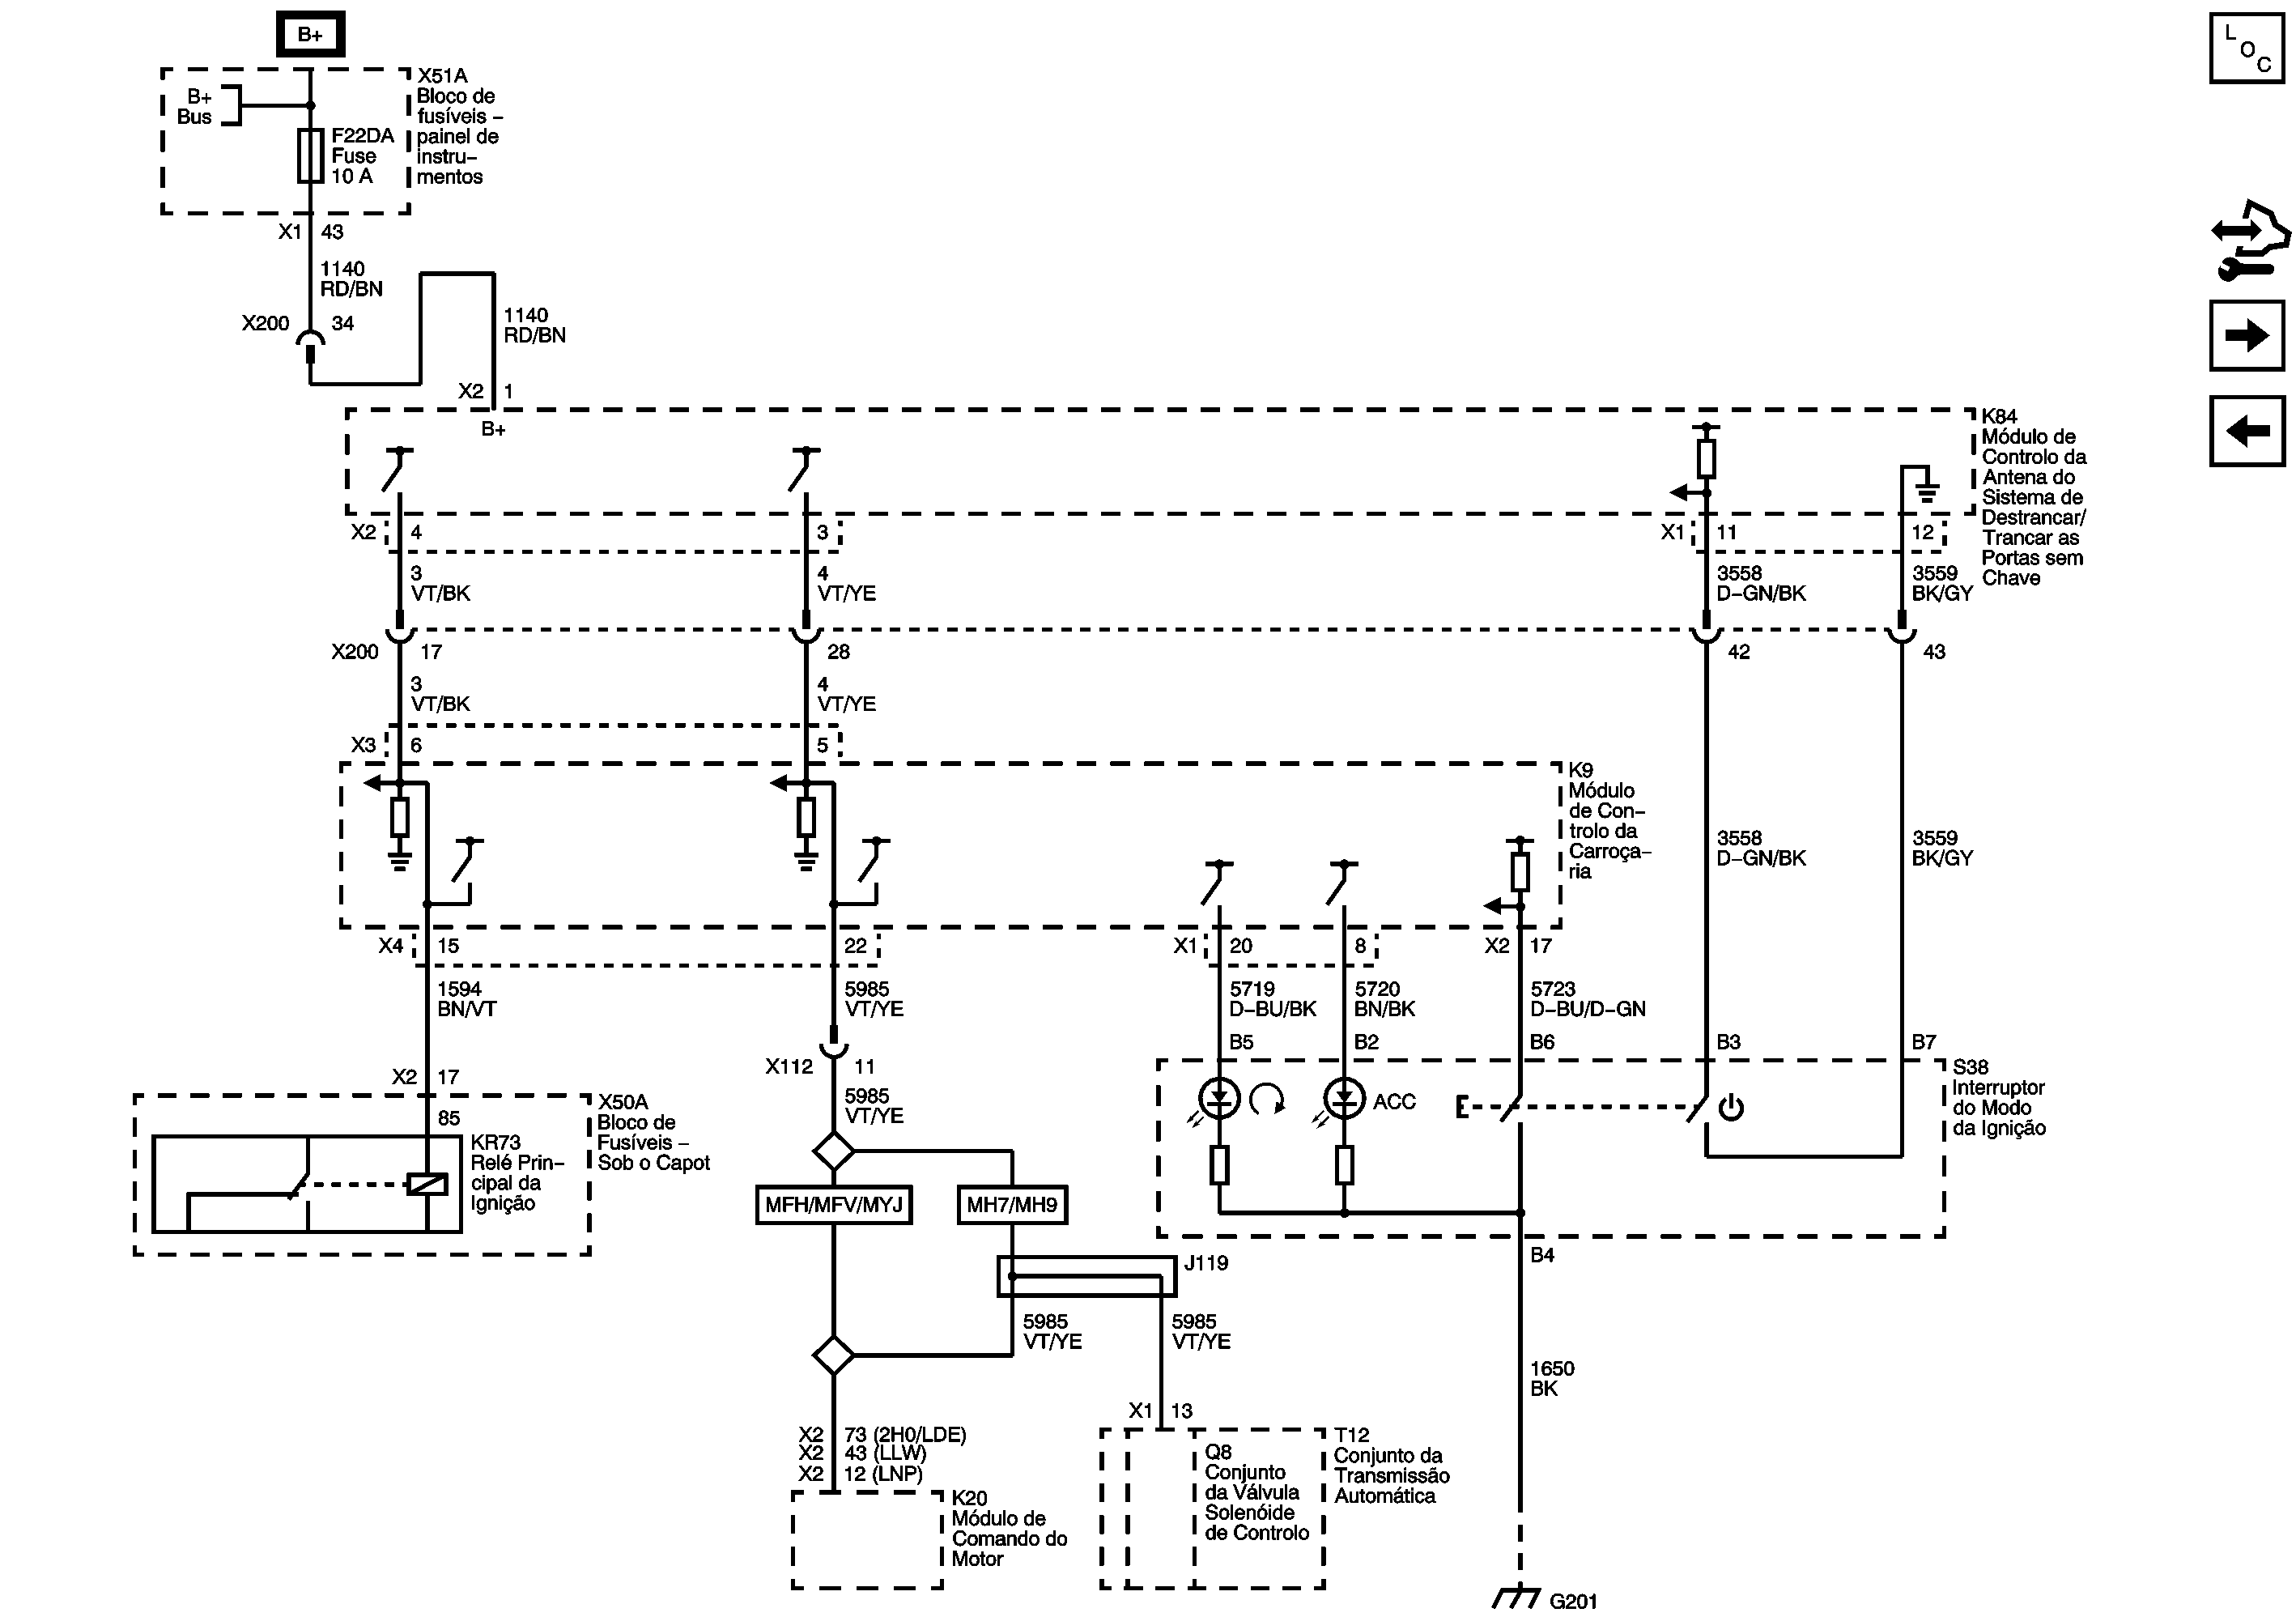 B+
X51A
Bloco de
fusíveis –
painel de
instru–
mentos
B+
Bus
F22DA
Fuse
10 A
X1 43
1140
RD/BN
X200 34
1140
RD/BN
X2 1
B+
K84
Módulo de
Controlo da
Antena do
Sistema de
Destrancar/
Trancar as
Portas sem
Chave
X2 4 3 X1 11 12
3
VT/BK
4
VT/YE
3558
D–GN/BK
3559
BK/GY
X200 17 28 42 43
3
VT/BK
4
VT/YE
X3 6 5
K9
Módulo
de Con–
trolo da
Carroça–
ria
3558
D–GN/BK
3559
BK/GY
X4 15 22 X1 20 8 X2 17
1594
BN/VT
5985
VT/YE
5719
D–BU/BK
5720
BN/BK
5723
D–BU/D–GN
B5 B2 B6 B3 B7
X112 11
5985
VT/YE
S38
Interruptor
do Modo
da Ignição
ACC
X2 17
85
X50A
Bloco de
Fusíveis –
Sob o Capot
KR73
Relé Prin–
cipal da
Ignição
MFH/MFV/MYJ
MH7/MH9
J119
B4
5985
VT/YE
5985
VT/YE
1650
BK
X1 13
X2 73 (2H0/LDE)
X2 43 (LLW)
X2 12 (LNP)
K20
Módulo de
Comando do
Motor
Q8
Conjunto
da Válvula
Solenóide
de Controlo
T12
Conjunto da
Transmissão
Automática
G201
L
O
C